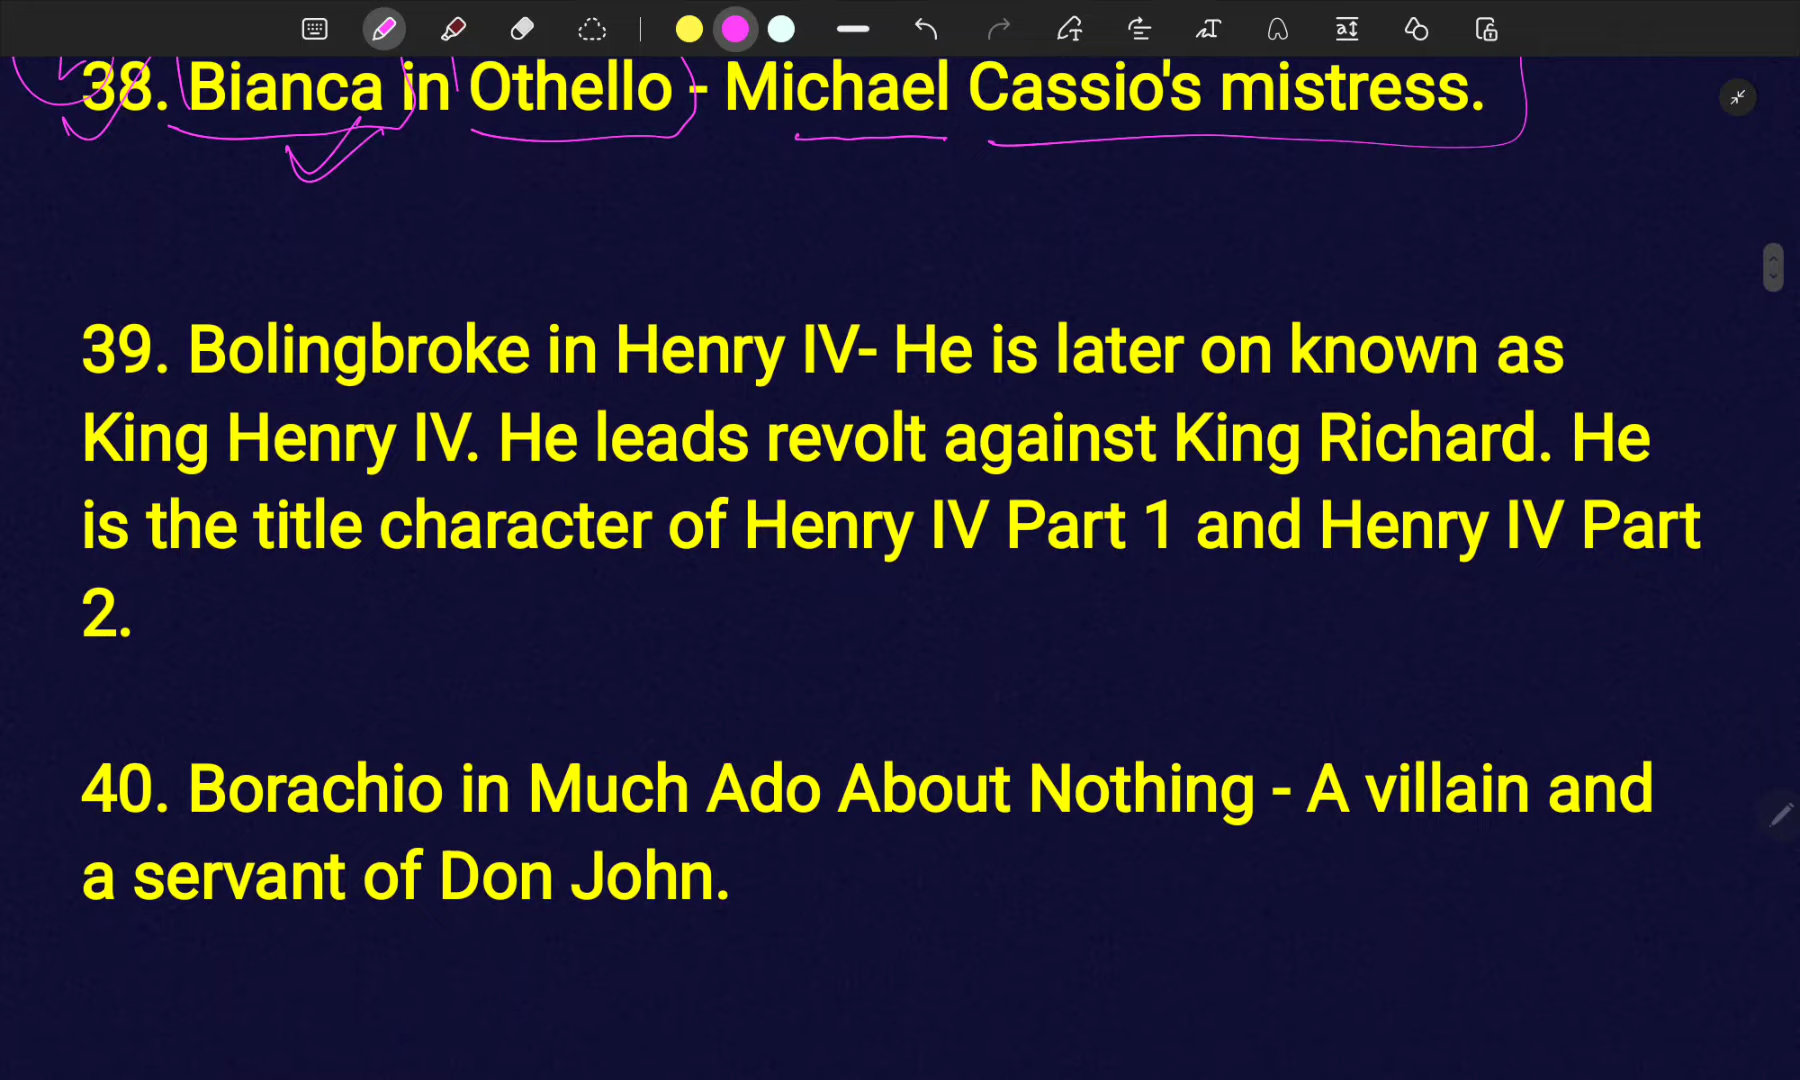 38. Bianca in Othello - Michael Cassio's mistress.
39. Bolingbroke in Henry IV- He is later on known as
King Henry IV. He leads revolt against King Richard. He
is the title character of Henry IV Part 1 and Henry IV Part
2.
40. Borachio in Much Ado About Nothing - A villain and
a servant of Don John.